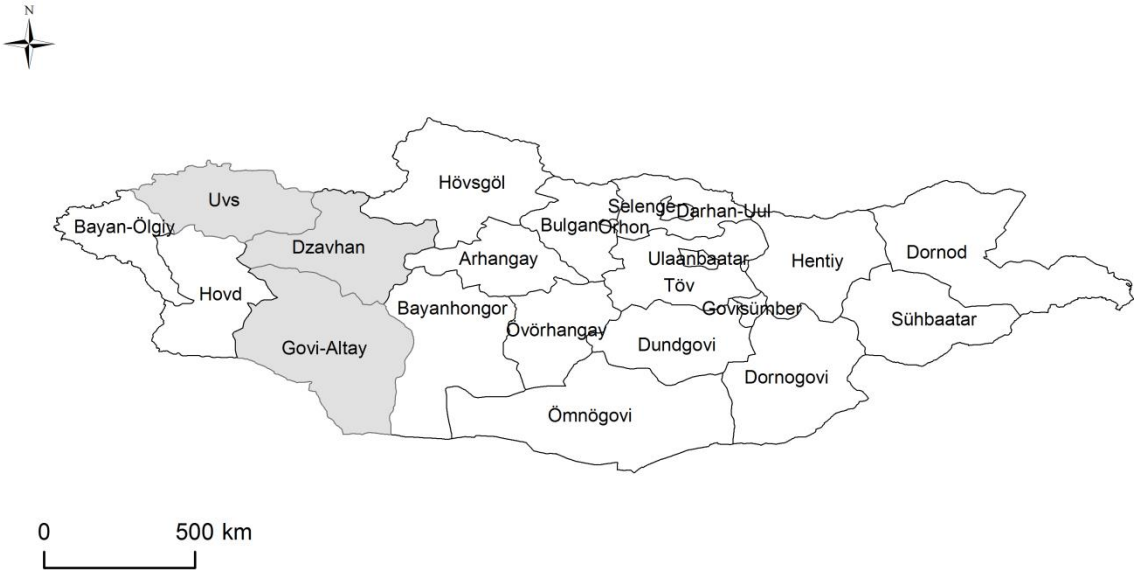 N
Hövsgöl
Uvs
Selenge
Darhan-Uul
Bayan-Ölgiy
Bulgan
Orhon
Dzavhan
Dornod
Arhangay
Ulaanbaatar
Hentiy
Töv
Hovd
Bayanhongor
Govisümber
Sühbaatar
Övörhangay
Govi-Altay
Dundgovi
Dornogovi
Ömnögovi
0 500 km